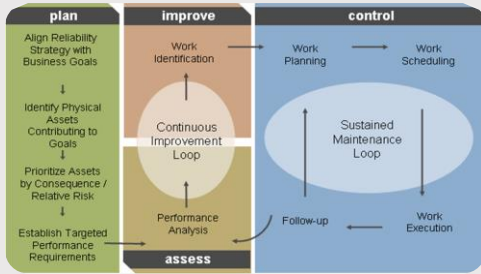 plan
improve
control
Align Reliability
Strategy with
Business Goals
Identify Physical
Assets
Contributing to
Goals
Prioritize Assets
by Consequence /
Relative Risk
Establish Targeted
Performance
Requirements
Work
Identification
Continuous
Improvement
Loop
Performance
Analysis
assess
Work
Planning
Work
Scheduling
Sustained
Maintenance
Loop
Follow-up
Work
Execution